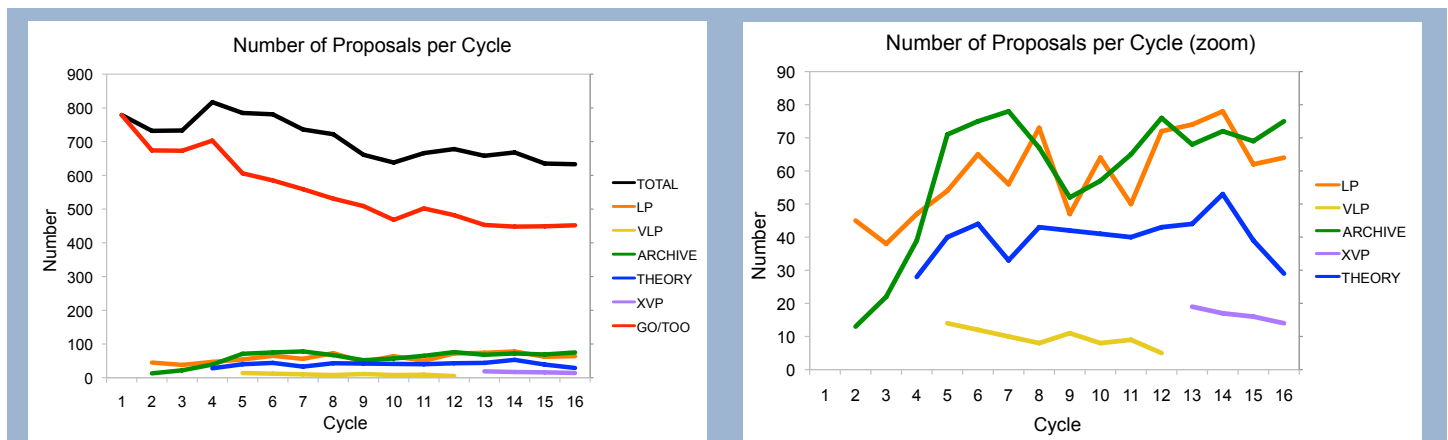 Number of Proposals per Cycle
900
800
700
600
500
400
300
200
100
0
Number
1 2 3 4 5 6 7 8 9 10 11 12 13 14 15 16
Cycle
TOTAL
LP
VLP
ARCHIVE
THEORY
XVP
GO/TOO
Number of Proposals per Cycle (zoom)
90
80
70
60
50
40
30
20
10
0
Number
1 2 3 4 5 6 7 8 9 10 11 12 13 14 15 16
Cycle
LP
VLP
ARCHIVE
XVP
THEORY